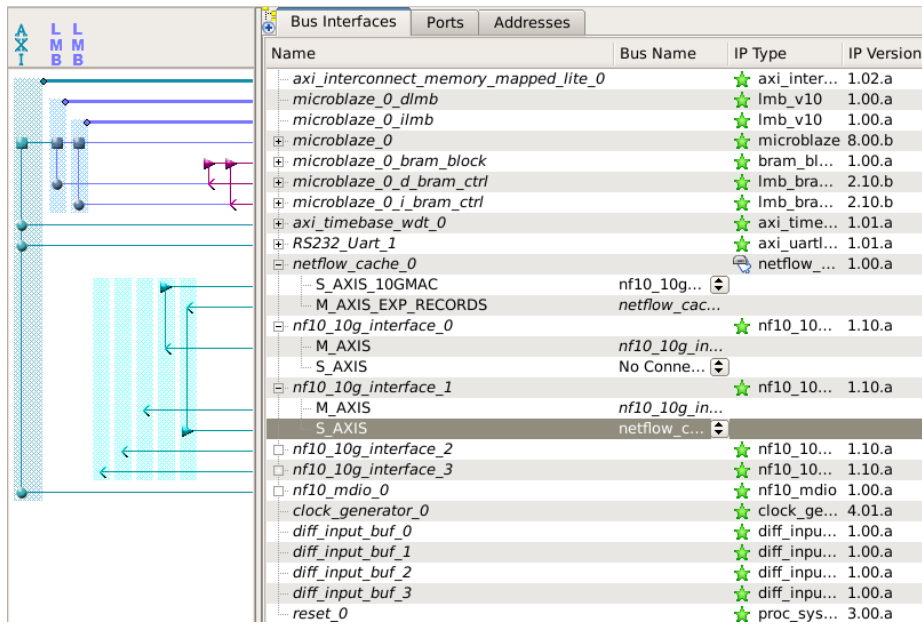 Bus Interfaces Ports Addresses
AXI LMB LMB
Name Bus Name IP Type IP Version
axi_interconnect_memory_mapped_lite_0 axi_inter... 1.02.a
microblaze_0_dlmb lmb_v10 1.00.a
microblaze_0_ilmb lmb_v10 1.00.a
microblaze_0 microblaze 8.00.b
microblaze_0_bram_block bram_bl... 1.00.a
microblaze_0_d_bram_ctrl lmb_bra... 2.10.b
microblaze_0_i_bram_ctrl lmb_bra... 2.10.b
axi_timebase_wdt_0 axi_time... 1.01.a
RS232_Uart_1 axi_uartl... 1.01.a
netflow_cache_0 netflow_... 1.00.a
S_AXIS_10GMAC nf10_10g...
M_AXIS_EXP_RECORDS netflow_cac...
nf10_10g_interface_0 nf10_10... 1.10.a
M_AXIS nf10_10g_in...
S_AXIS No Conne...
nf10_10g_interface_1 nf10_10... 1.10.a
M_AXIS nf10_10g_in...
S_AXIS netflow_c...
nf10_10g_interface_2 nf10_10... 1.10.a
nf10_10g_interface_3 nf10_10... 1.10.a
nf10_mdio_0 nf10_mdio 1.00.a
clock_generator_0 clock_ge... 4.01.a
diff_input_buf_0 diff_inpu... 1.00.a
diff_input_buf_1 diff_inpu... 1.00.a
diff_input_buf_2 diff_inpu... 1.00.a
diff_input_buf_3 diff_inpu... 1.00.a
reset_0 proc_sys... 3.00.a